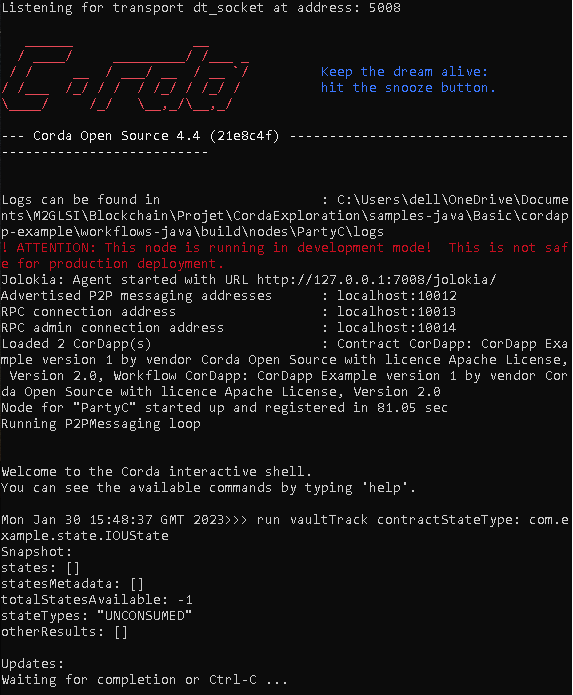 Listening for transport dt_socket at address: 5008
Corda
Keep the dream alive:
hit the snooze button.
--- Corda Open Source 4.4 (21e8c4f) -----------------------------------
--------------------------
Logs can be found in : C:\Users\dell\OneDrive\Docume
nts\M2GLSI\Blockchain\Projet\CordaExploration\samples-java\Basic\cordap
p-example\workflows-java\build\nodes\PartyC\logs
! ATTENTION: This node is running in development mode!  This is not saf
e for production deployment.
Jolokia: Agent started with URL http://127.0.0.1:7008/jolokia/
Advertised P2P messaging addresses : localhost:10012
RPC connection address : localhost:10013
RPC admin connection address : localhost:10014
Loaded 2 CorDapp(s) : Contract CorDapp: CorDapp Exa
mple version 1 by vendor Corda Open Source with licence Apache License,
 Version 2.0, Workflow CorDapp: CorDapp Example version 1 by vendor Cor
da Open Source with licence Apache License, Version 2.0
Node for "PartyC" started up and registered in 81.05 sec
Running P2PMessaging loop
Welcome to the Corda interactive shell.
You can see the available commands by typing 'help'.
Mon Jan 30 15:48:37 GMT 2023>>> run vaultTrack contractStateType: com.e
xample.state.IOUState
Snapshot:
states: []
statesMetadata: []
totalStatesAvailable: -1
stateTypes: "UNCONSUMED"
otherResults: []
Updates:
Waiting for completion or Ctrl-C ...